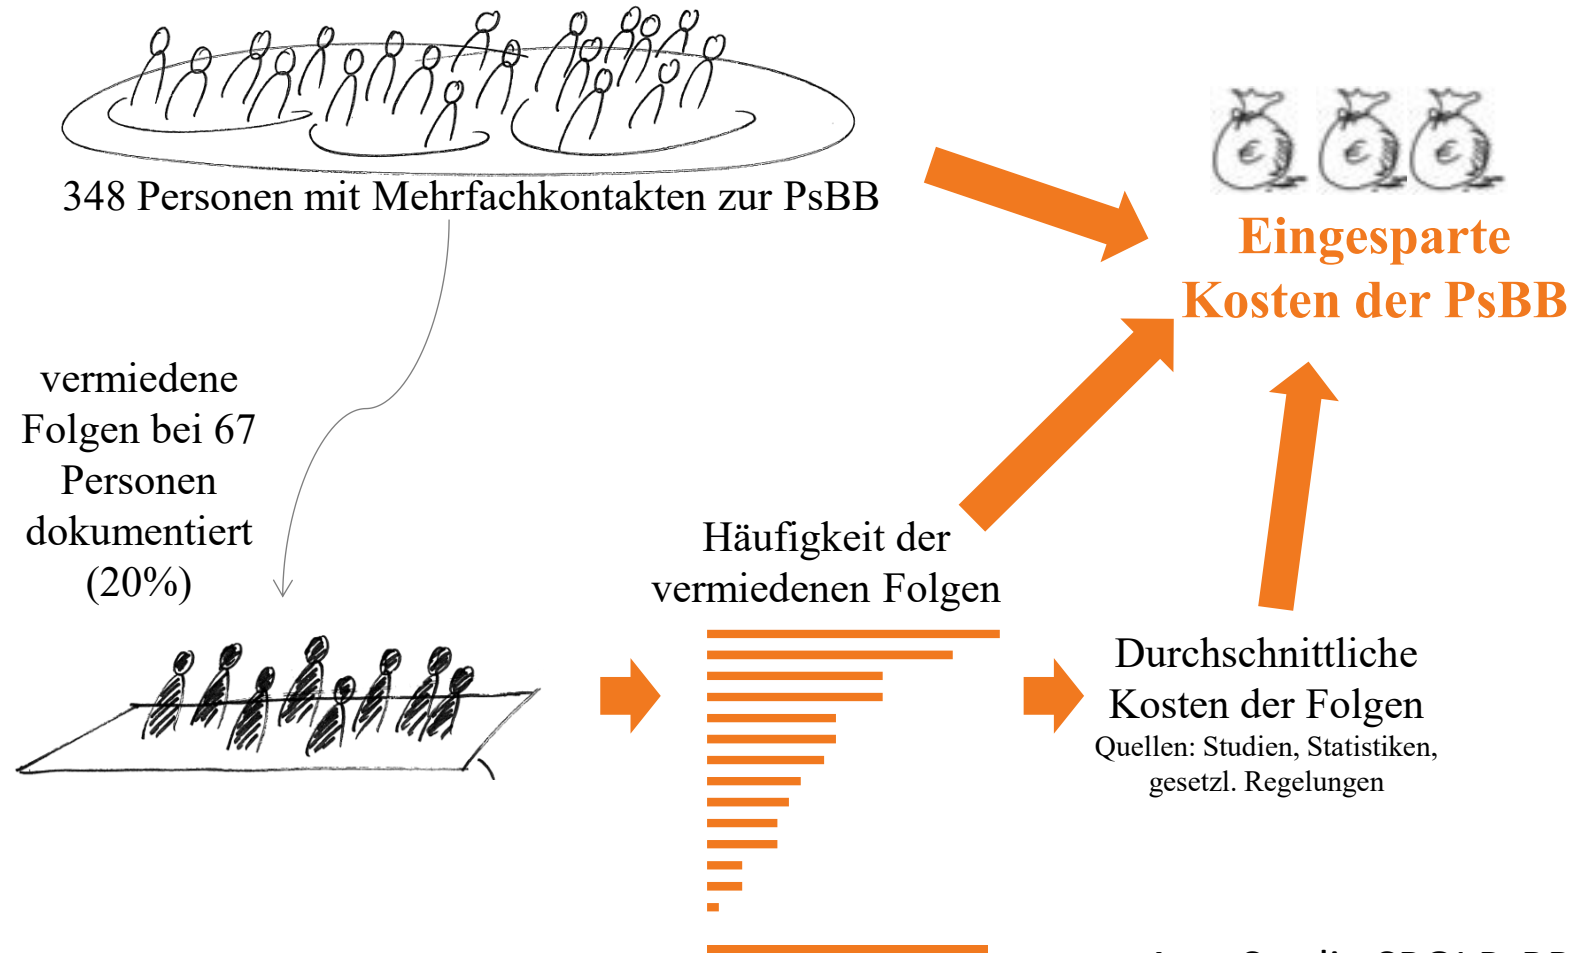 348 Personen mit Mehrfachkontakten zur PsBB
Eingesparte
Kosten der PsBB
vermiedene
Folgen bei 67
Personen
dokumentiert
(20%)
Häufigkeit der
vermiedenen Folgen
Durchschnittliche
Kosten der Folgen
Quellen: Studien, Statistiken,
gesetzl. Regelungen